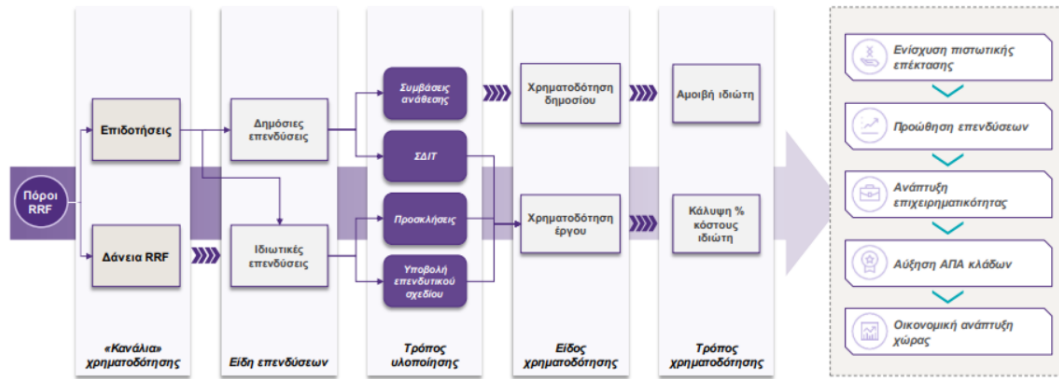 Πόροι
RRF
Επιδοτήσεις
Δάνεια RRF
«Κανάλια»
χρηματοδότησης
Δημόσιες
επενδύσεις
Ιδιωτικές
επενδύσεις
Είδη επενδύσεων
Συμβάσεις
ανάθεσης
ΣΔΙΤ
Προσκλήσεις
Υποβολή
επενδυτικού
σχεδίου
Τρόπος
υλοποίησης
Χρηματοδότηση
δημοσίου
Χρηματοδότηση
έργου
Είδος
χρηματοδότησης
Αμοιβή ιδιώτη
Κάλυψη %
κόστους
ιδιώτη
Τρόπος
χρηματοδότησης
Ενίσχυση πιστωτικής
επέκτασης
Προώθηση επενδύσεων
Ανάπτυξη
επιχειρηματικότητας
Αύξηση ΑΠΑ κλάδων
Οικονομική ανάπτυξη
χώρας